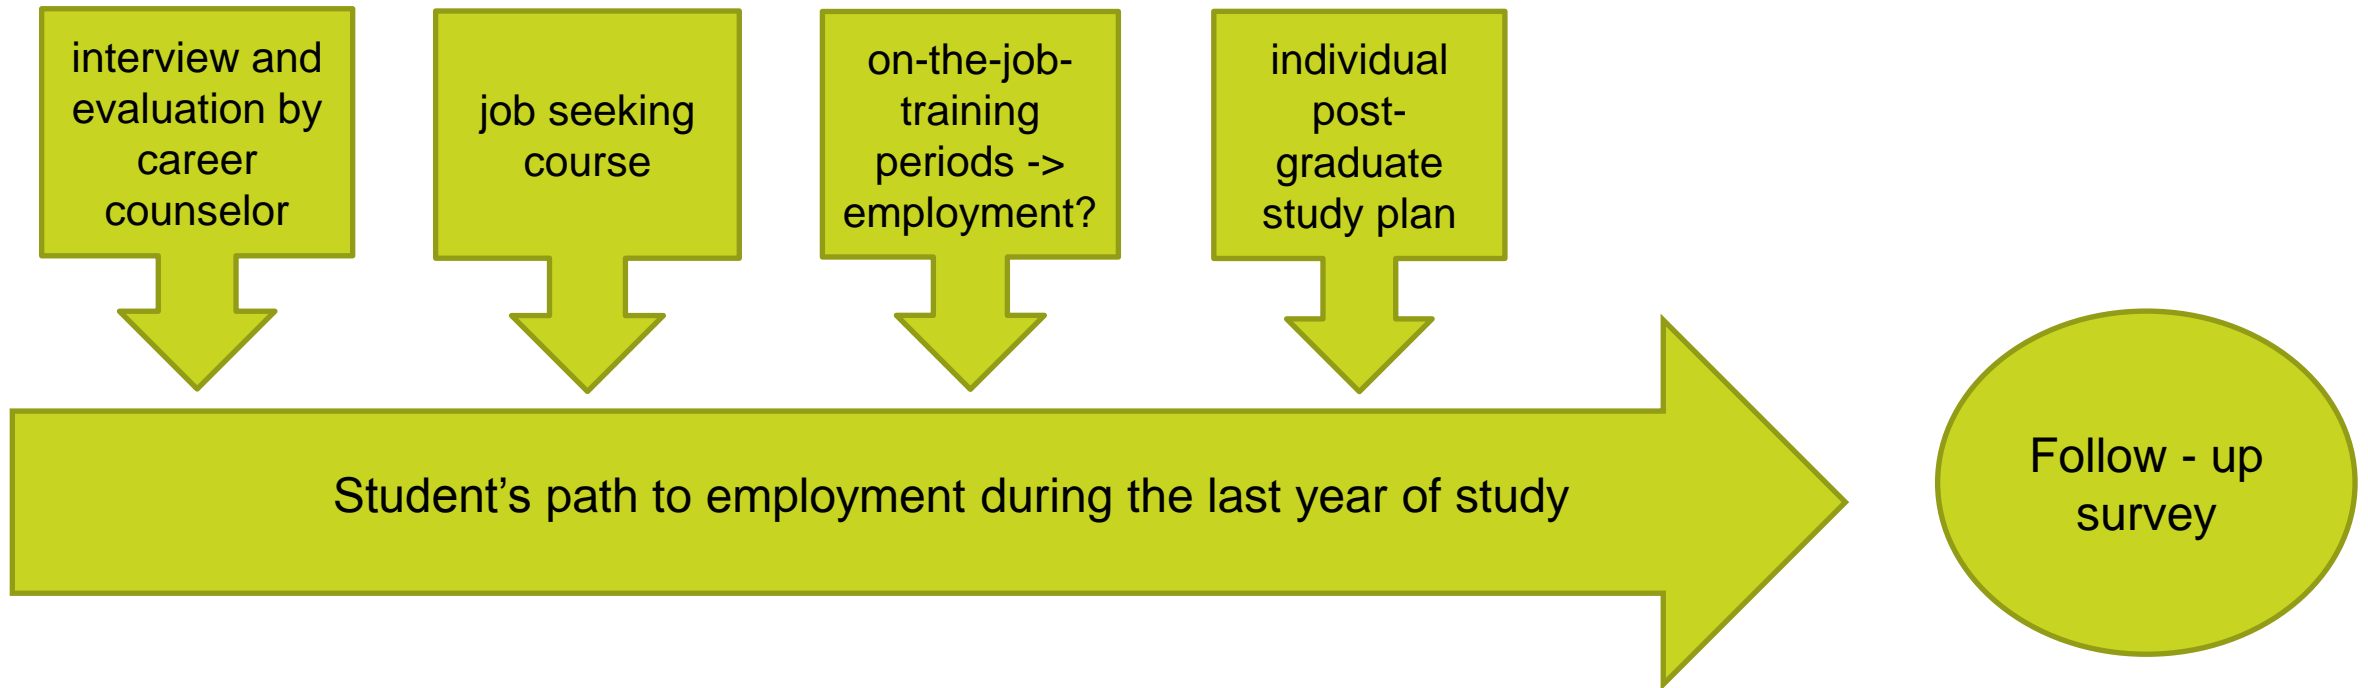 interview and
evaluation by
career
counselor
job seeking
course
on-the-job-
training
periods ->
employment?
individual
post-
graduate
study plan
Student’s path to employment during the last year of study
Follow - up
survey